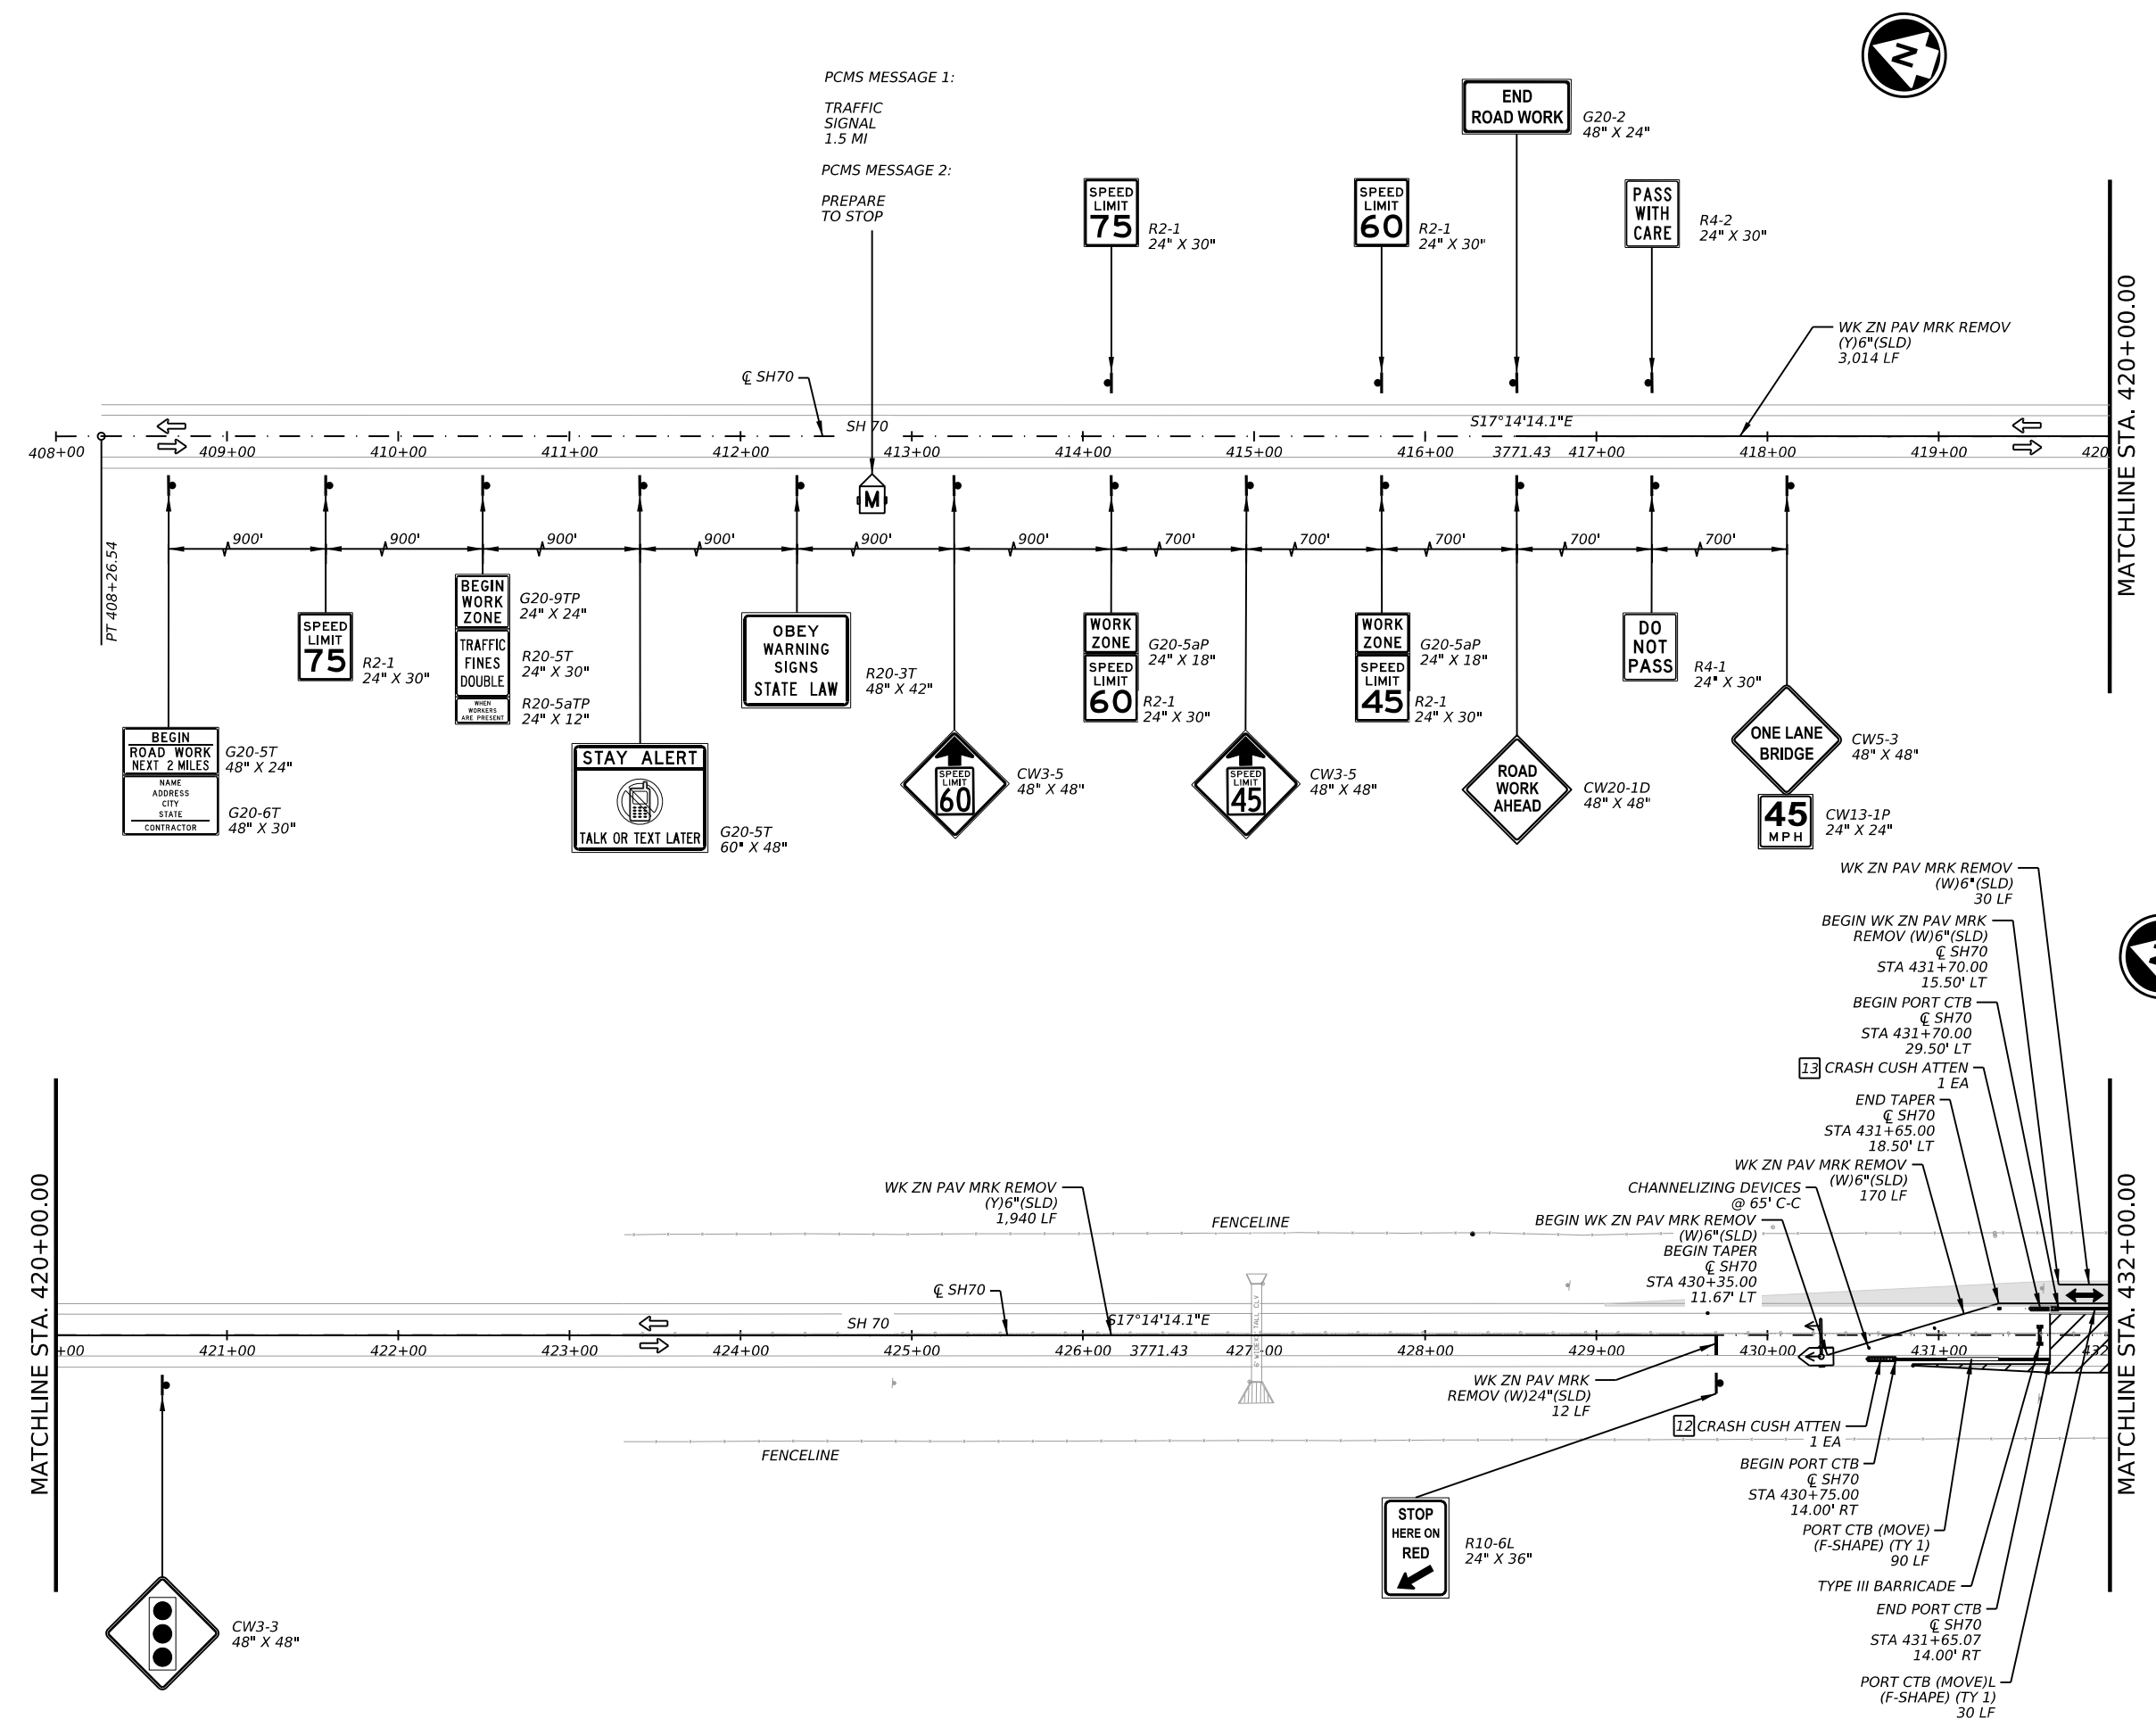 N
PCMS MESSAGE 1:
TRAFFIC
SIGNAL
1.5 MI
PCMS MESSAGE 2:
PREPARE
TO STOP
END
ROAD WORK
G20-2
48" X 24"
SPEED
LIMIT
75
R2-1
24" X 30"
SPEED
LIMIT
60
R2-1
24" X 30"
PASS
WITH
CARE
R4-2
24" X 30"
WK ZN PAV MRK REMOV
(Y)6"(SLD)
3,014 LF
MATCHLINE STA. 420+00.00
℄ SH70
SH 70
S17°14'14.1"E
408+00
409+00
410+00
411+00
412+00
413+00
414+00
415+00
416+00
3771.43
417+00
418+00
419+00
420
PT 408+26.54
900'
900'
900'
900'
900'
900'
700'
700'
700'
700'
700'
BEGIN
ROAD WORK
NEXT 2 MILES
NAME
ADDRESS
CITY
STATE
CONTRACTOR
G20-5T
48" X 24"
G20-6T
48" X 30"
SPEED
LIMIT
75
R2-1
24" X 30"
BEGIN
WORK
ZONE
TRAFFIC
FINES
DOUBLE
WHEN
WORKERS
ARE PRESENT
G20-9TP
24" X 24"
R20-5T
24" X 30"
R20-5aTP
24" X 12"
STAY ALERT
TALK OR TEXT LATER
G20-5T
60" X 48"
OBEY
WARNING
SIGNS
STATE LAW
R20-3T
48" X 42"
M
SPEED
LIMIT
60
CW3-5
48" X 48"
WORK
ZONE
SPEED
LIMIT
60
G20-5aP
24" X 18"
R2-1
24" X 30"
SPEED
LIMIT
45
CW3-5
48" X 48"
WORK
ZONE
SPEED
LIMIT
45
G20-5aP
24" X 18"
R2-1
24" X 30"
ROAD
WORK
AHEAD
CW20-1D
48" X 48"
DO
NOT
PASS
R4-1
24" X 30"
ONE LANE
BRIDGE
45
MPH
CW5-3
48" X 48"
CW13-1P
24" X 24"
WK ZN PAV MRK REMOV
(W)6"(SLD)
30 LF
BEGIN WK ZN PAV MRK
REMOV (W)6"(SLD)
℄ SH70
STA 431+70.00
15.50' LT
BEGIN PORT CTB
℄ SH70
STA 431+70.00
29.50' LT
13 CRASH CUSH ATTEN
1 EA
END TAPER
℄ SH70
STA 431+65.00
18.50' LT
WK ZN PAV MRK REMOV
(W)6"(SLD)
170 LF
CHANNELIZING DEVICES
@ 65' C-C
BEGIN WK ZN PAV MRK REMOV
(W)6"(SLD)
BEGIN TAPER
℄ SH70
STA 430+35.00
11.67' LT
WK ZN PAV MRK REMOV
(Y)6"(SLD)
1,940 LF
FENCELINE
℄ SH70
SH 70
S17°14'14.1"E
MATCHLINE STA. 420+00.00
MATCHLINE STA. 432+00.00
+00
421+00
422+00
423+00
424+00
425+00
426+00
3771.43
427+00
428+00
429+00
430+00
431+00
432
WK ZN PAV MRK
REMOV (W)24"(SLD)
12 LF
12 CRASH CUSH ATTEN
1 EA
FENCELINE
BEGIN PORT CTB
℄ SH70
STA 430+75.00
14.00' RT
STOP
HERE ON
RED
R10-6L
24" X 36"
PORT CTB (MOVE)
(F-SHAPE) (TY 1)
90 LF
TYPE III BARRICADE
END PORT CTB
℄ SH70
STA 431+65.07
14.00' RT
PORT CTB (MOVE)L
(F-SHAPE) (TY 1)
30 LF
CW3-3
48" X 48"